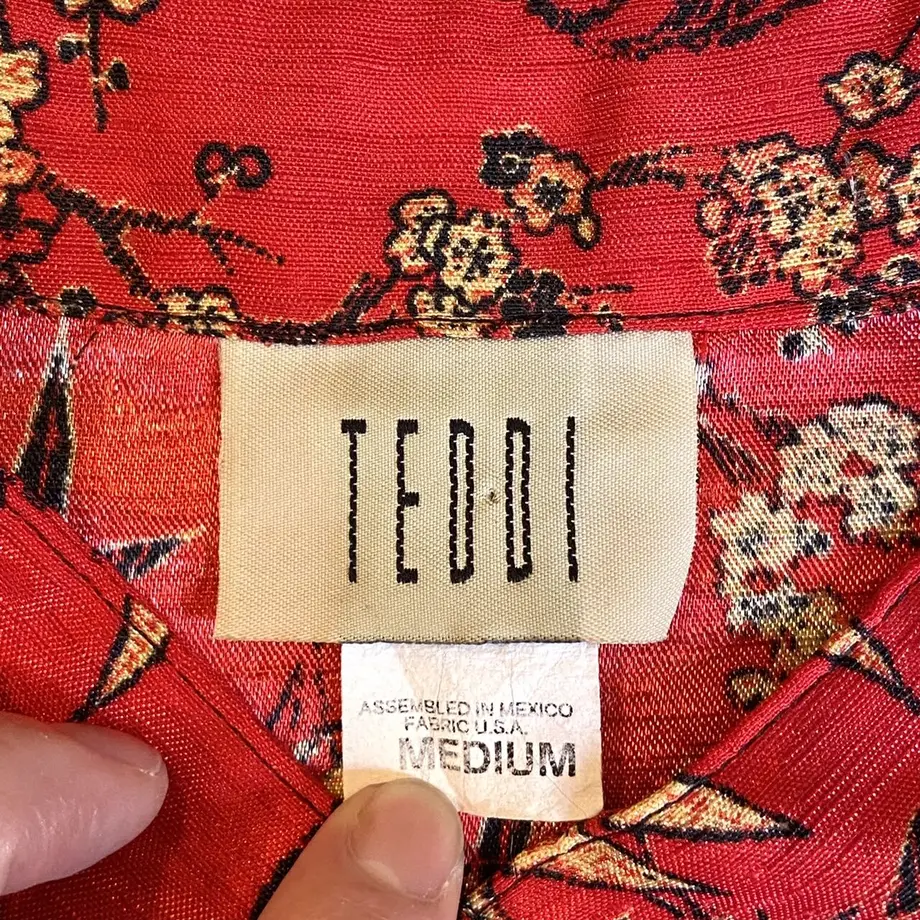 TEDDI
ASSEMBLED IN MEXICO
FABRIC U.S.A.
MEDIUM